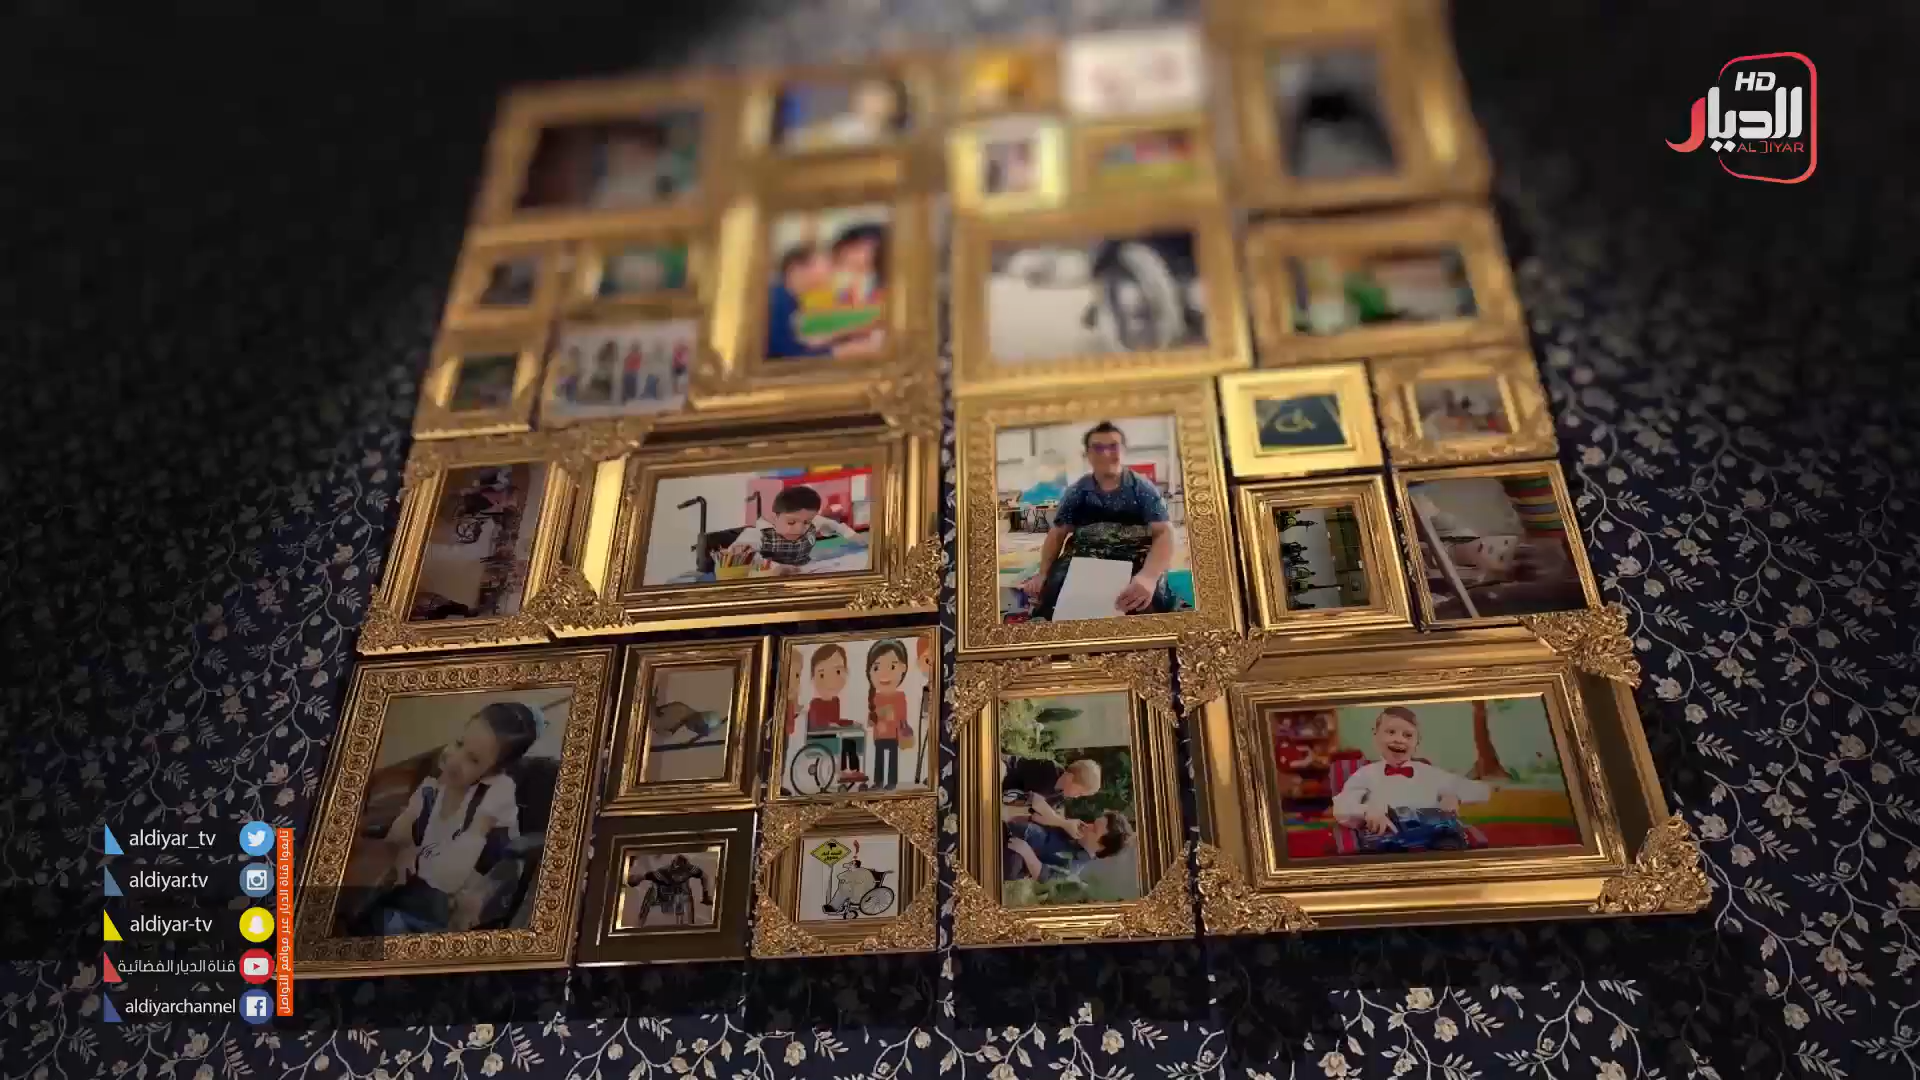 HD
الديار
AL DIYAR
aldiyar_tv
aldiyar.tv
aldiyar-tv
قناة الديار الفضائية
aldiyarchannel
تابعوا قناة الديار عبر مواقع التواصل